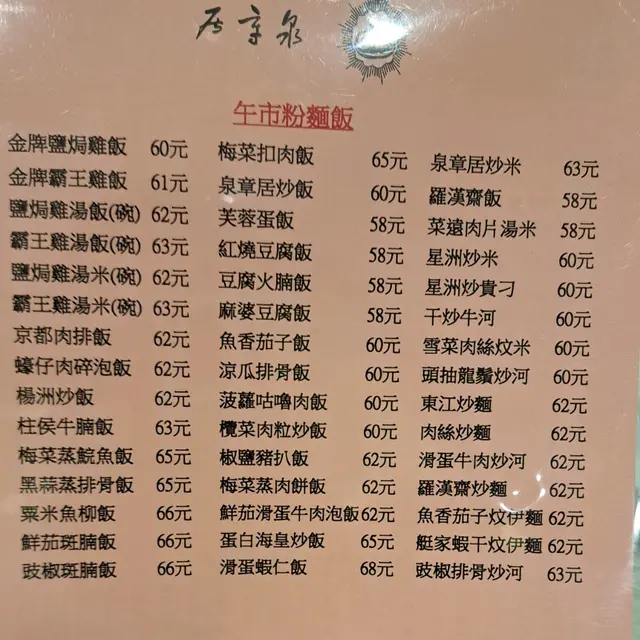 泉章居
午市粉麵飯
金牌鹽焗雞飯 60元
金牌霸王雞飯 61元
鹽焗雞湯飯(碗) 62元
霸王雞湯飯(碗) 63元
鹽焗雞湯米(碗) 62元
霸王雞湯米(碗) 63元
京都肉排飯 62元
蠔仔肉碎泡飯 62元
楊洲炒飯 62元
柱侯牛腩飯 63元
梅菜蒸鯇魚飯 65元
黑蒜蒸排骨飯 65元
粟米魚柳飯 66元
鮮茄斑腩飯 66元
豉椒斑腩飯 66元
梅菜扣肉飯 65元
泉章居炒飯 60元
芙蓉蛋飯 58元
紅燒豆腐飯 58元
豆腐火腩飯 58元
麻婆豆腐飯 58元
魚香茄子飯 60元
涼瓜排骨飯 60元
菠蘿咕嚕肉飯 60元
欖菜肉粒炒飯 60元
椒鹽豬扒飯 62元
梅菜蒸肉餅飯 62元
鮮茄滑蛋牛肉泡飯 62元
蛋白海皇炒飯 65元
滑蛋蝦仁飯 68元
泉章居炒米 63元
羅漢齋飯 58元
菜遠肉片湯米 58元
星洲炒米 60元
星洲炒貴刁 60元
干炒牛河 60元
雪菜肉絲炆米 60元
頭抽龍鬚炒河 60元
東江炒麵 62元
肉絲炒麵 62元
滑蛋牛肉炒河 62元
羅漢齋炒麵 62元
魚香茄子炆伊麵 62元
艇家蝦干炆伊麵 62元
豉椒排骨炒河 63元